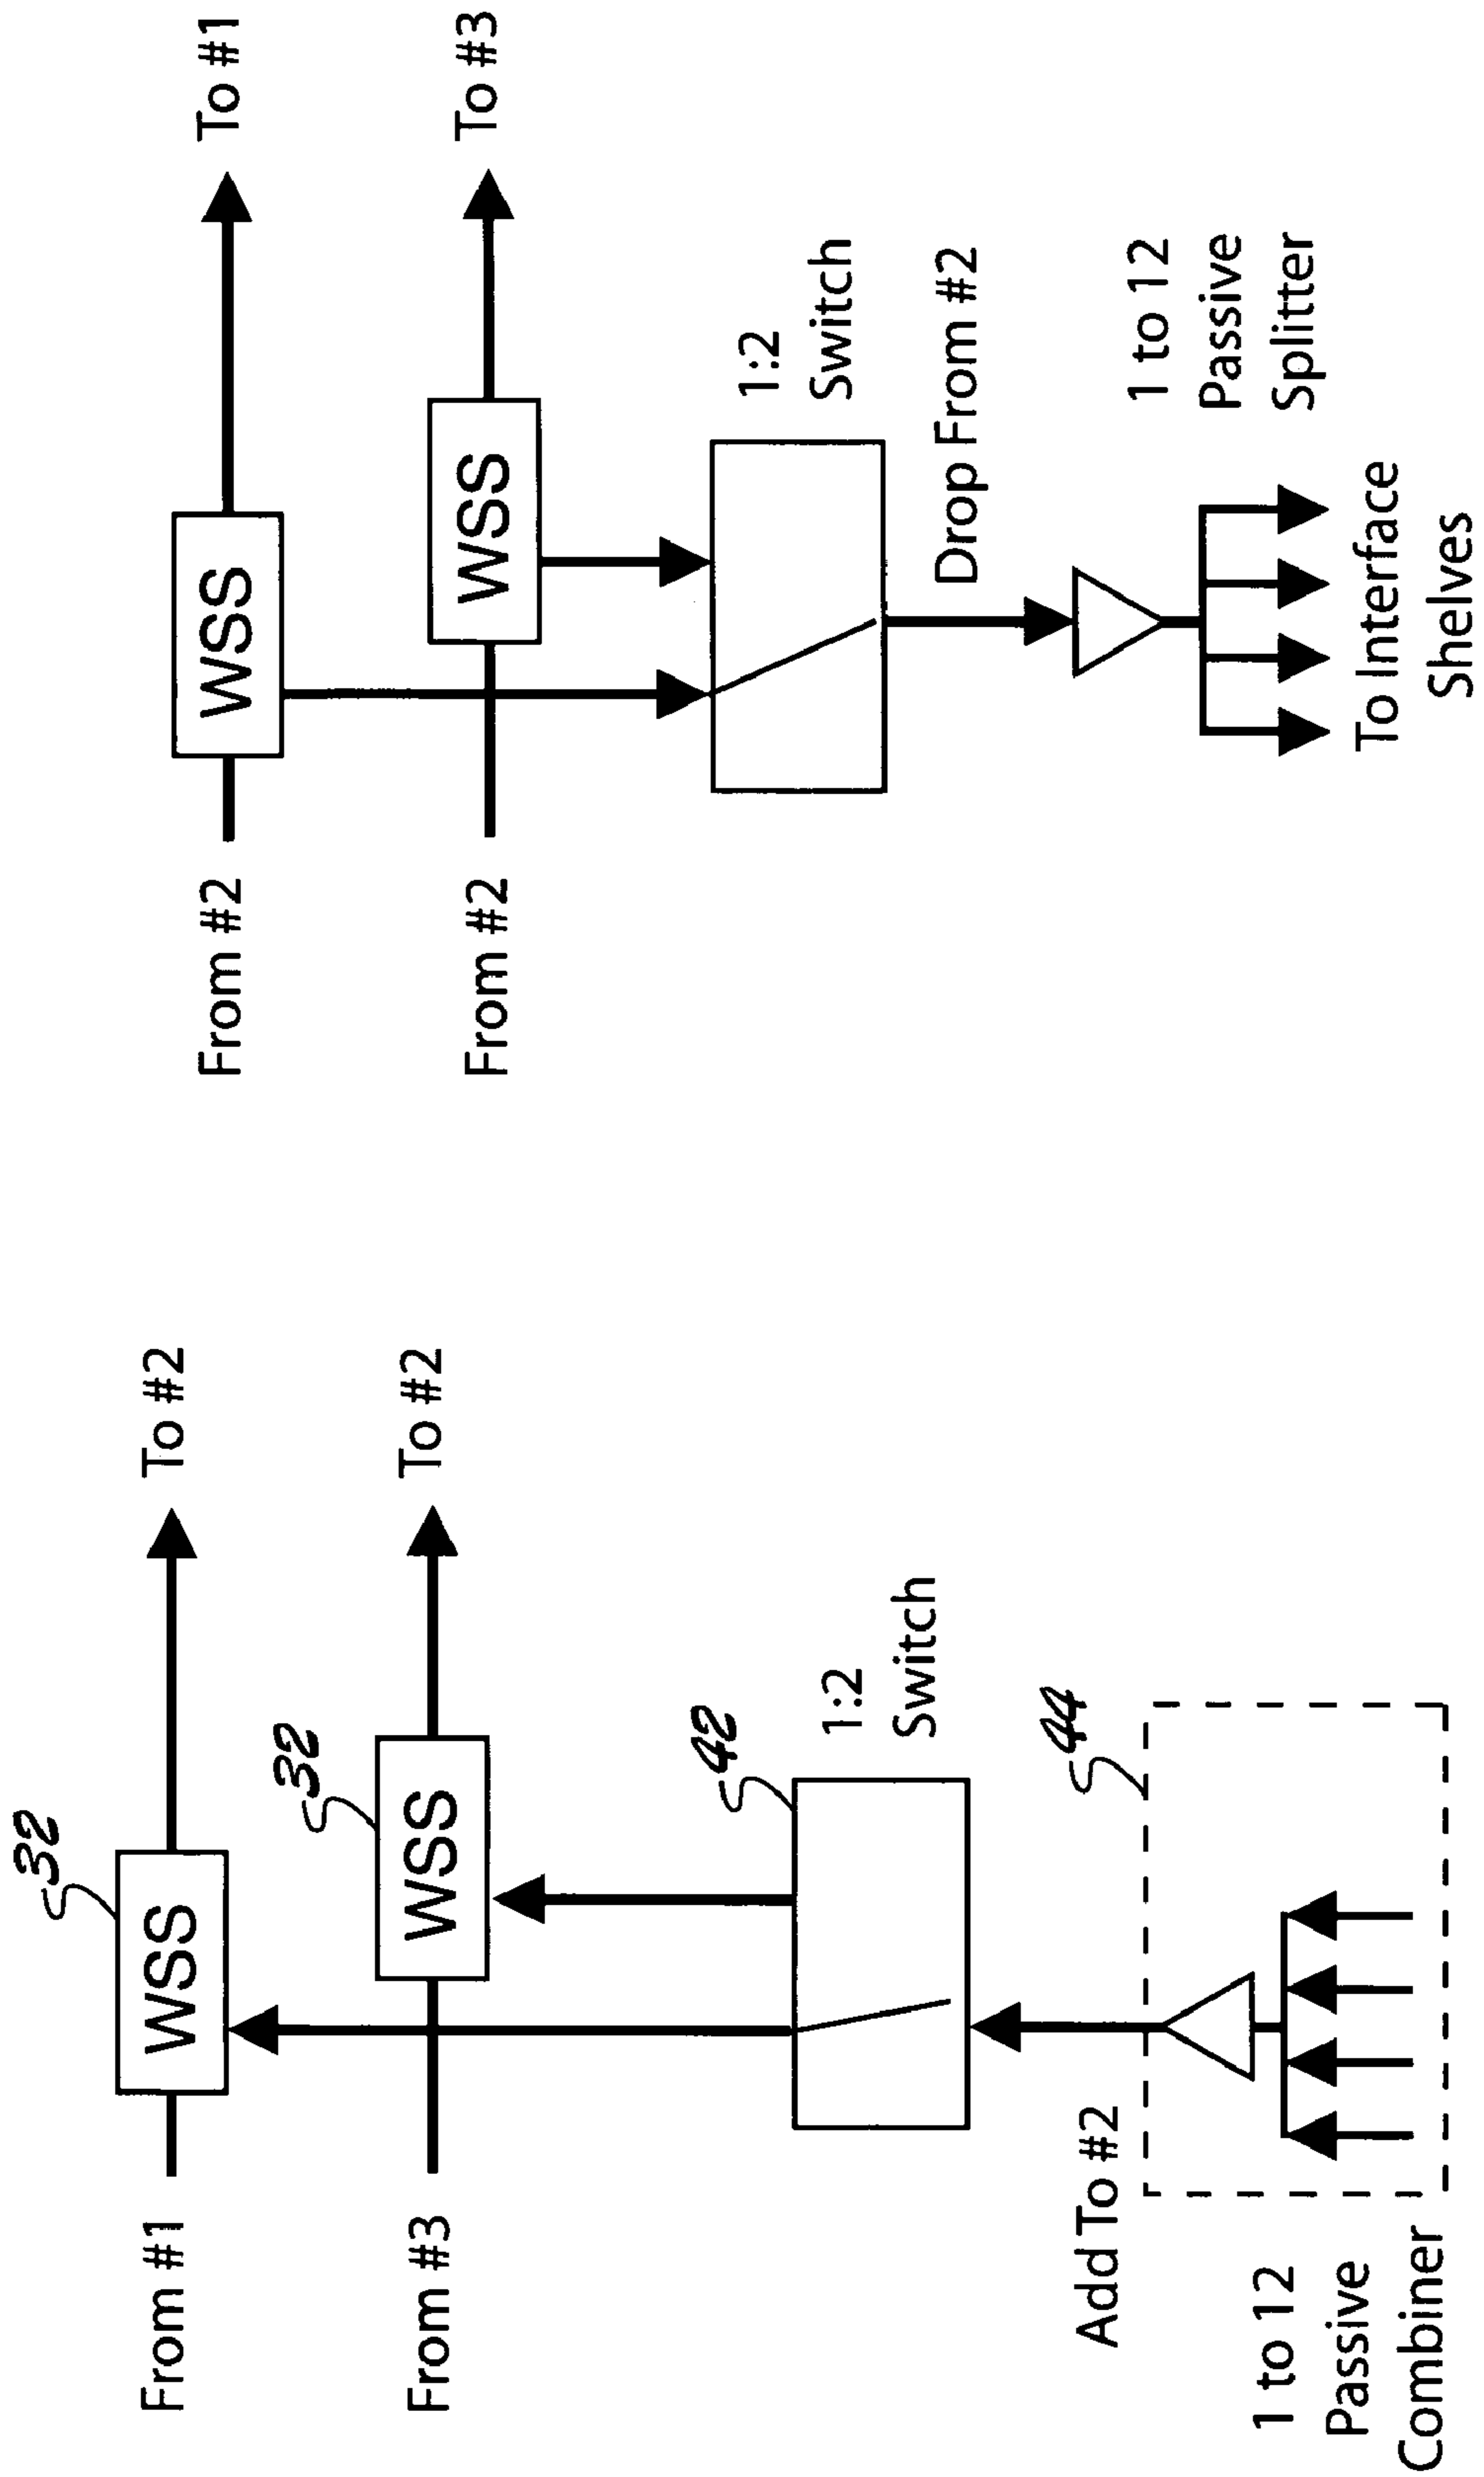 32
WSS
From #1
To #2
32
WSS
From #3
To #2
42
1:2
Switch
44
Add To #2
1 to 12
Passive
Combiner
From #2
WSS
To #1
From #2
WSS
To #3
1:2
Switch
Drop From #2
1 to 12
Passive
Splitter
To Interface
Shelves